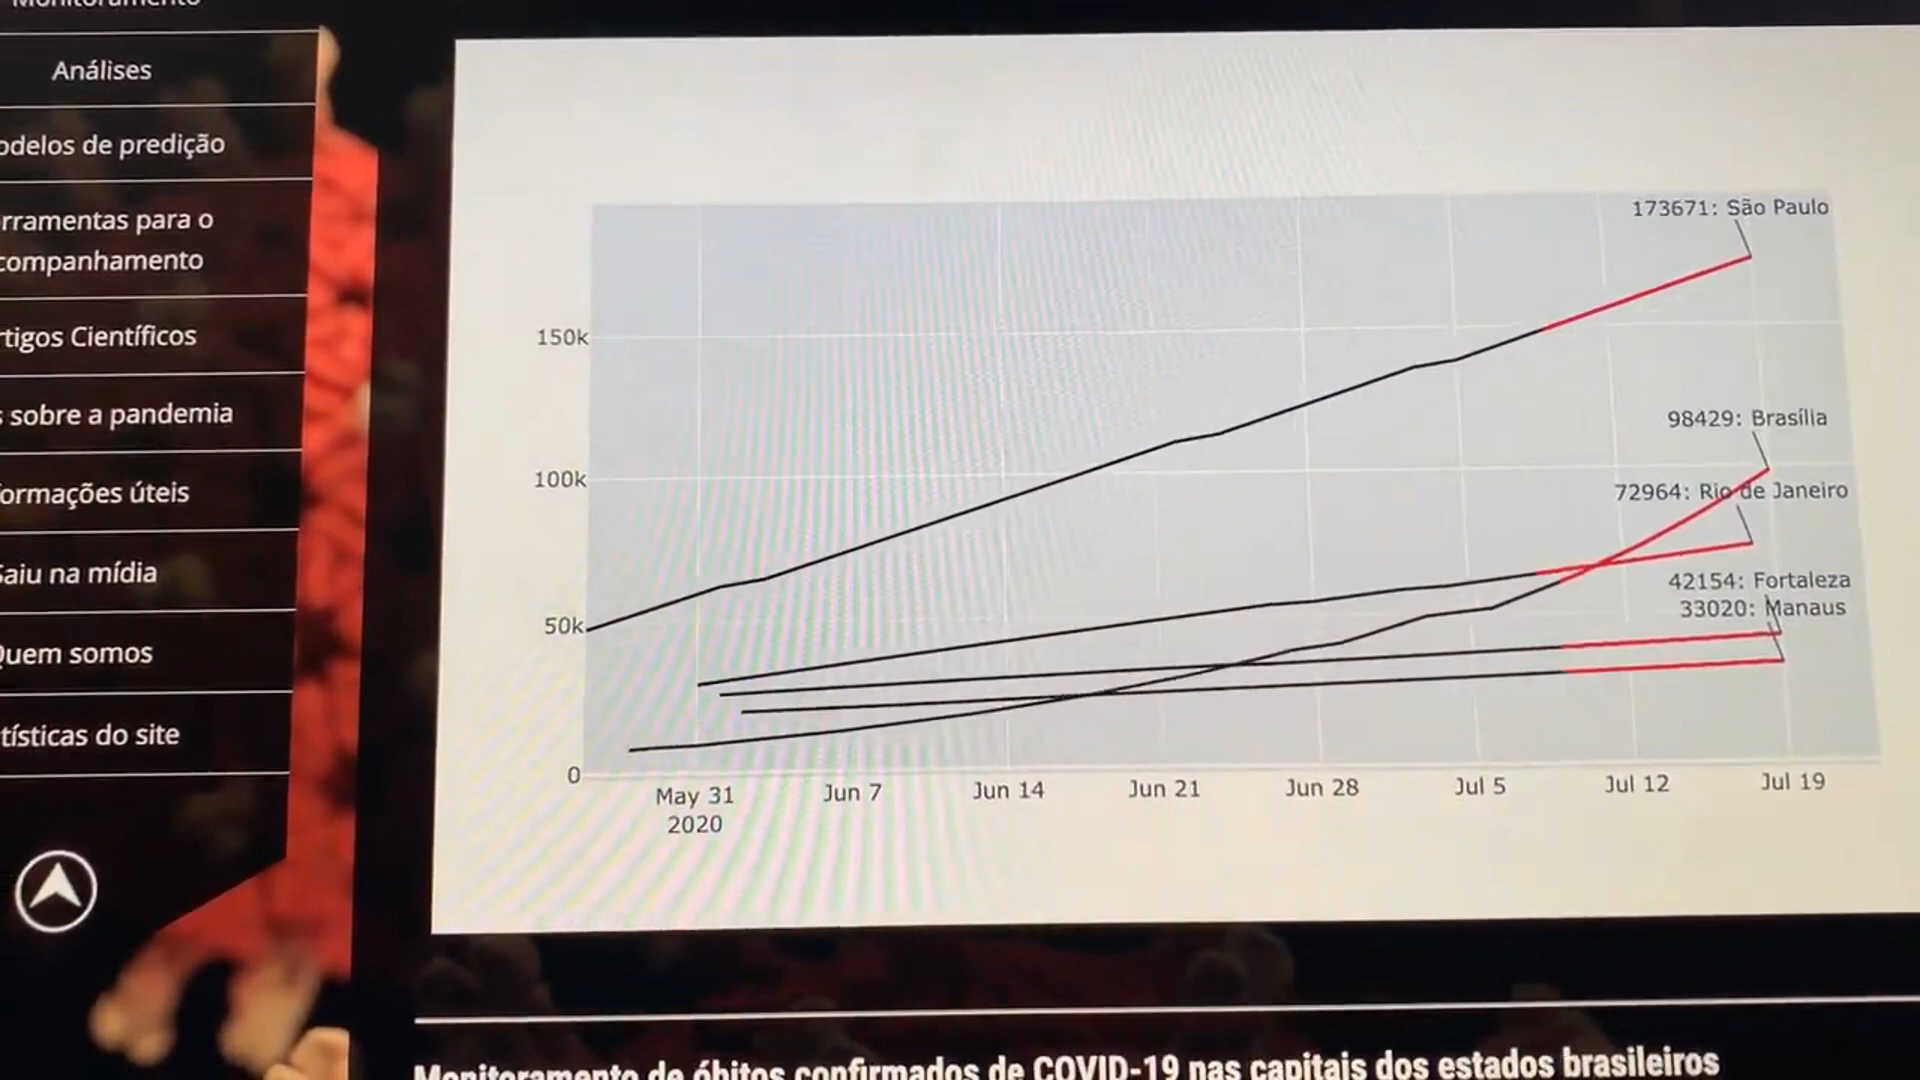 Monitoramento
Análises
odelos de predição
rramentas para o
companhamento
rtigos Científicos
s sobre a pandemia
formações úteis
Saiu na mídia
Quem somos
tísticas do site
173671: São Paulo
150k
98429: Brasília
100k
72964: Rio de Janeiro
42154: Fortaleza
33020: Manaus
50k
0
May 31
2020
Jun 7
Jun 14
Jun 21
Jun 28
Jul 5
Jul 12
Jul 19
Monitoramento de óbitos confirmados de COVID-19 nas capitais dos estados brasileiros